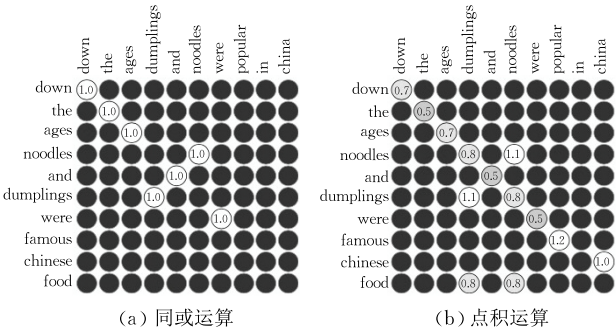 down the ages dumplings and noodles were popular in china
down 1.0
the 1.0
ages 1.0
noodles 1.0
and 1.0
dumplings 1.0
were 1.0
famous
chinese
food
(a) 同或运算
down the ages dumplings and noodles were popular in china
down 0.7
the 0.5
ages 0.7
noodles 0.8 1.1
and 0.5
dumplings 1.1 0.8
were 0.5
famous 1.2
chinese 1.0
food 0.8 0.8
(b) 点积运算